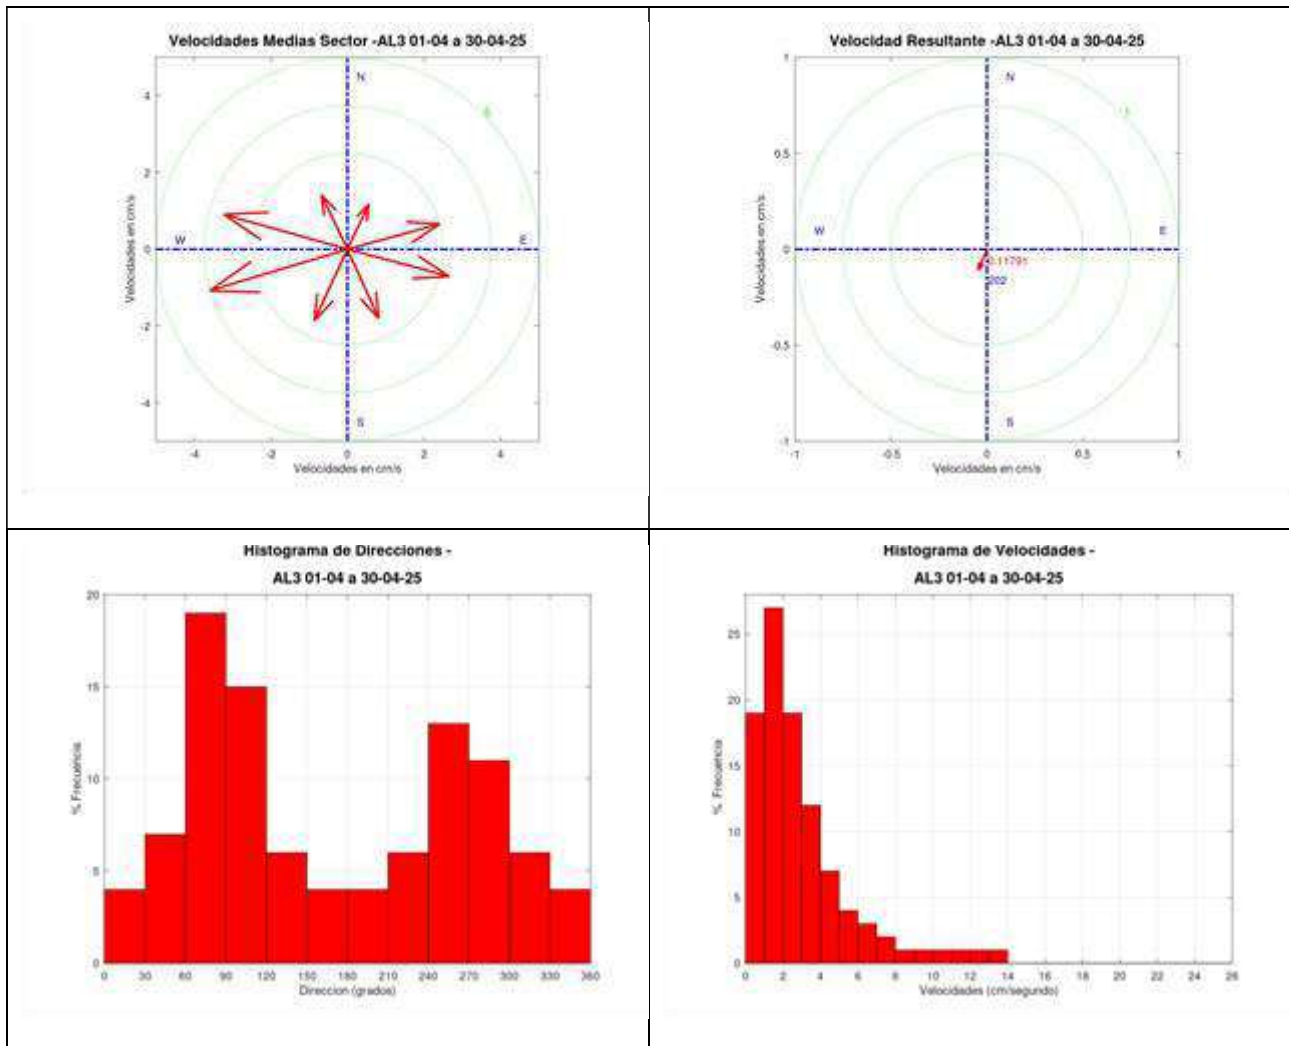 Velocidades Medias Sector -AL3 01-04 a 30-04-25
N
4
5
2
Velocidades en cm/s
W
0
E
-2
-4
S
-4
-2
0
2
4
Velocidades en cm/s
Velocidad Resultante -AL3 01-04 a 30-04-25
1
N
1
0.5
Velocidades en cm/s
W
0
E
0.11791
202
-0.5
S
-1
-1
-0.5
0
0.5
1
Velocidades en cm/s
Histograma de Direcciones -
AL3 01-04 a 30-04-25
20
15
% Frecuencia
10
5
0
0 30 60 90 120 150 180 210 240 270 300 330 360
Direccion (grados)
Histograma de Velocidades -
AL3 01-04 a 30-04-25
25
20
% Frecuencia
15
10
5
0
0 2 4 6 8 10 12 14 16 18 20 22 24 26
Velocidades (cm/segundo)